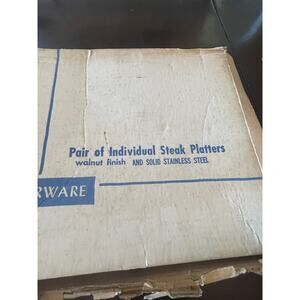 Pair of Individual Steak Platters
walnut finish AND SOLID STAINLESS STEEL
RWARE